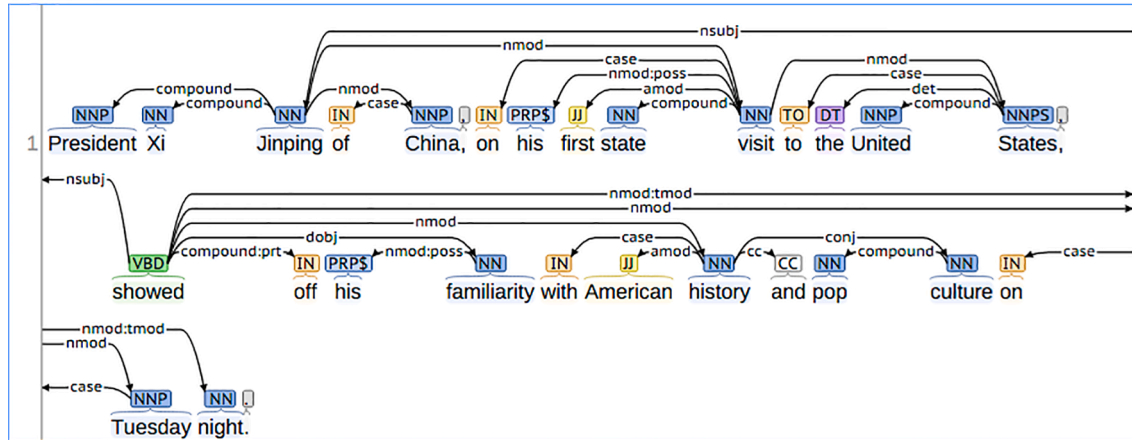 nsubj
nmod
case nmod
nmod:poss case
compound nmod amod det
compound case compound compound
NNP NN NN IN NNP , IN PRP$ JJ NN NN TO DT NNP NNPS ,
1 President Xi Jinping of China, on his first state visit to the United States,
nsubj nmod:tmod
nmod
nmod
dobj case conj
compound:prt nmod:poss amod cc compound case
VBD IN PRP$ NN IN JJ NN CC NN NN IN
showed off his familiarity with American history and pop culture on
nmod:tmod
nmod
case
NNP NN .
Tuesday night.